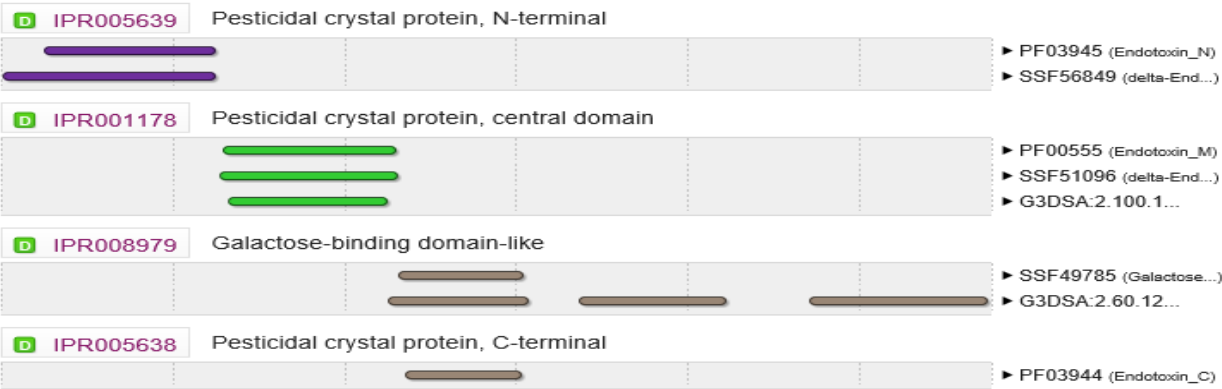 D IPR005639 Pesticidal crystal protein, N-terminal
► PF03945 (Endotoxin_N)
► SSF56849 (delta-End...)
D IPR001178 Pesticidal crystal protein, central domain
► PF00555 (Endotoxin_M)
► SSF51096 (delta-End...)
► G3DSA:2.100.1...
D IPR008979 Galactose-binding domain-like
► SSF49785 (Galactose...)
► G3DSA:2.60.12...
D IPR005638 Pesticidal crystal protein, C-terminal
► PF03944 (Endotoxin_C)